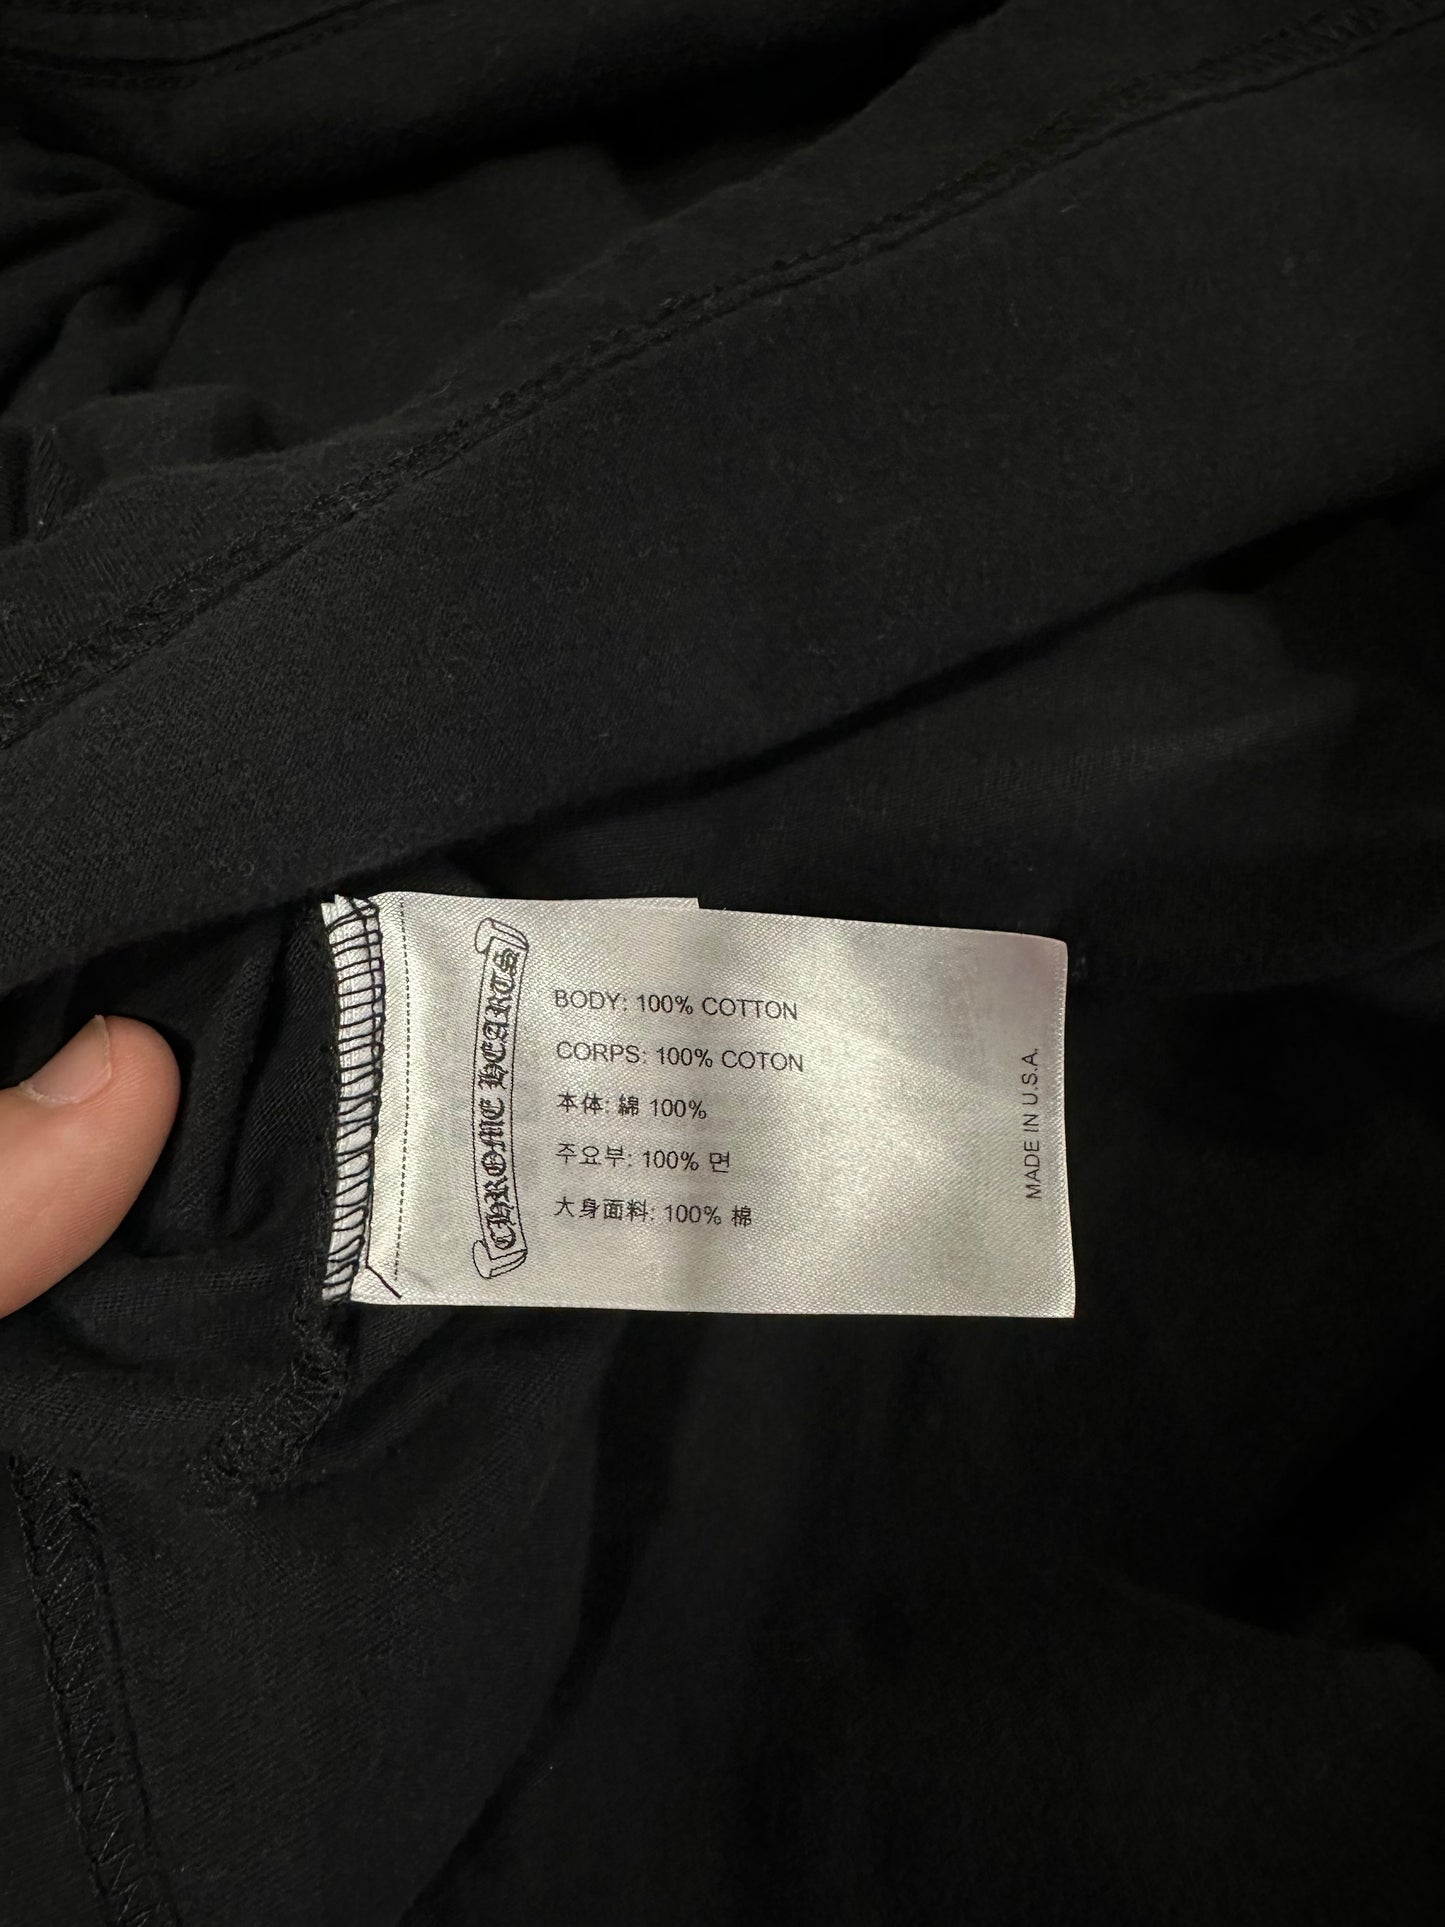 CHROME HEARTS
BODY: 100% COTTON
CORPS: 100% COTON
本体: 綿 100%
주요부: 100% 면
大身面料: 100% 棉
MADE IN U.S.A.